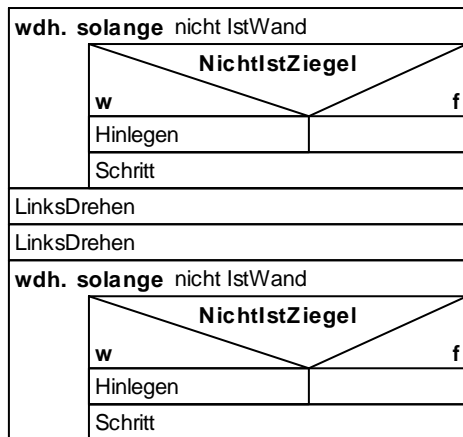 wdh. solange nicht IstWand
NichtIstZiegel
w f
Hinlegen
Schritt
LinksDrehen
LinksDrehen
wdh. solange nicht IstWand
NichtIstZiegel
w f
Hinlegen
Schritt